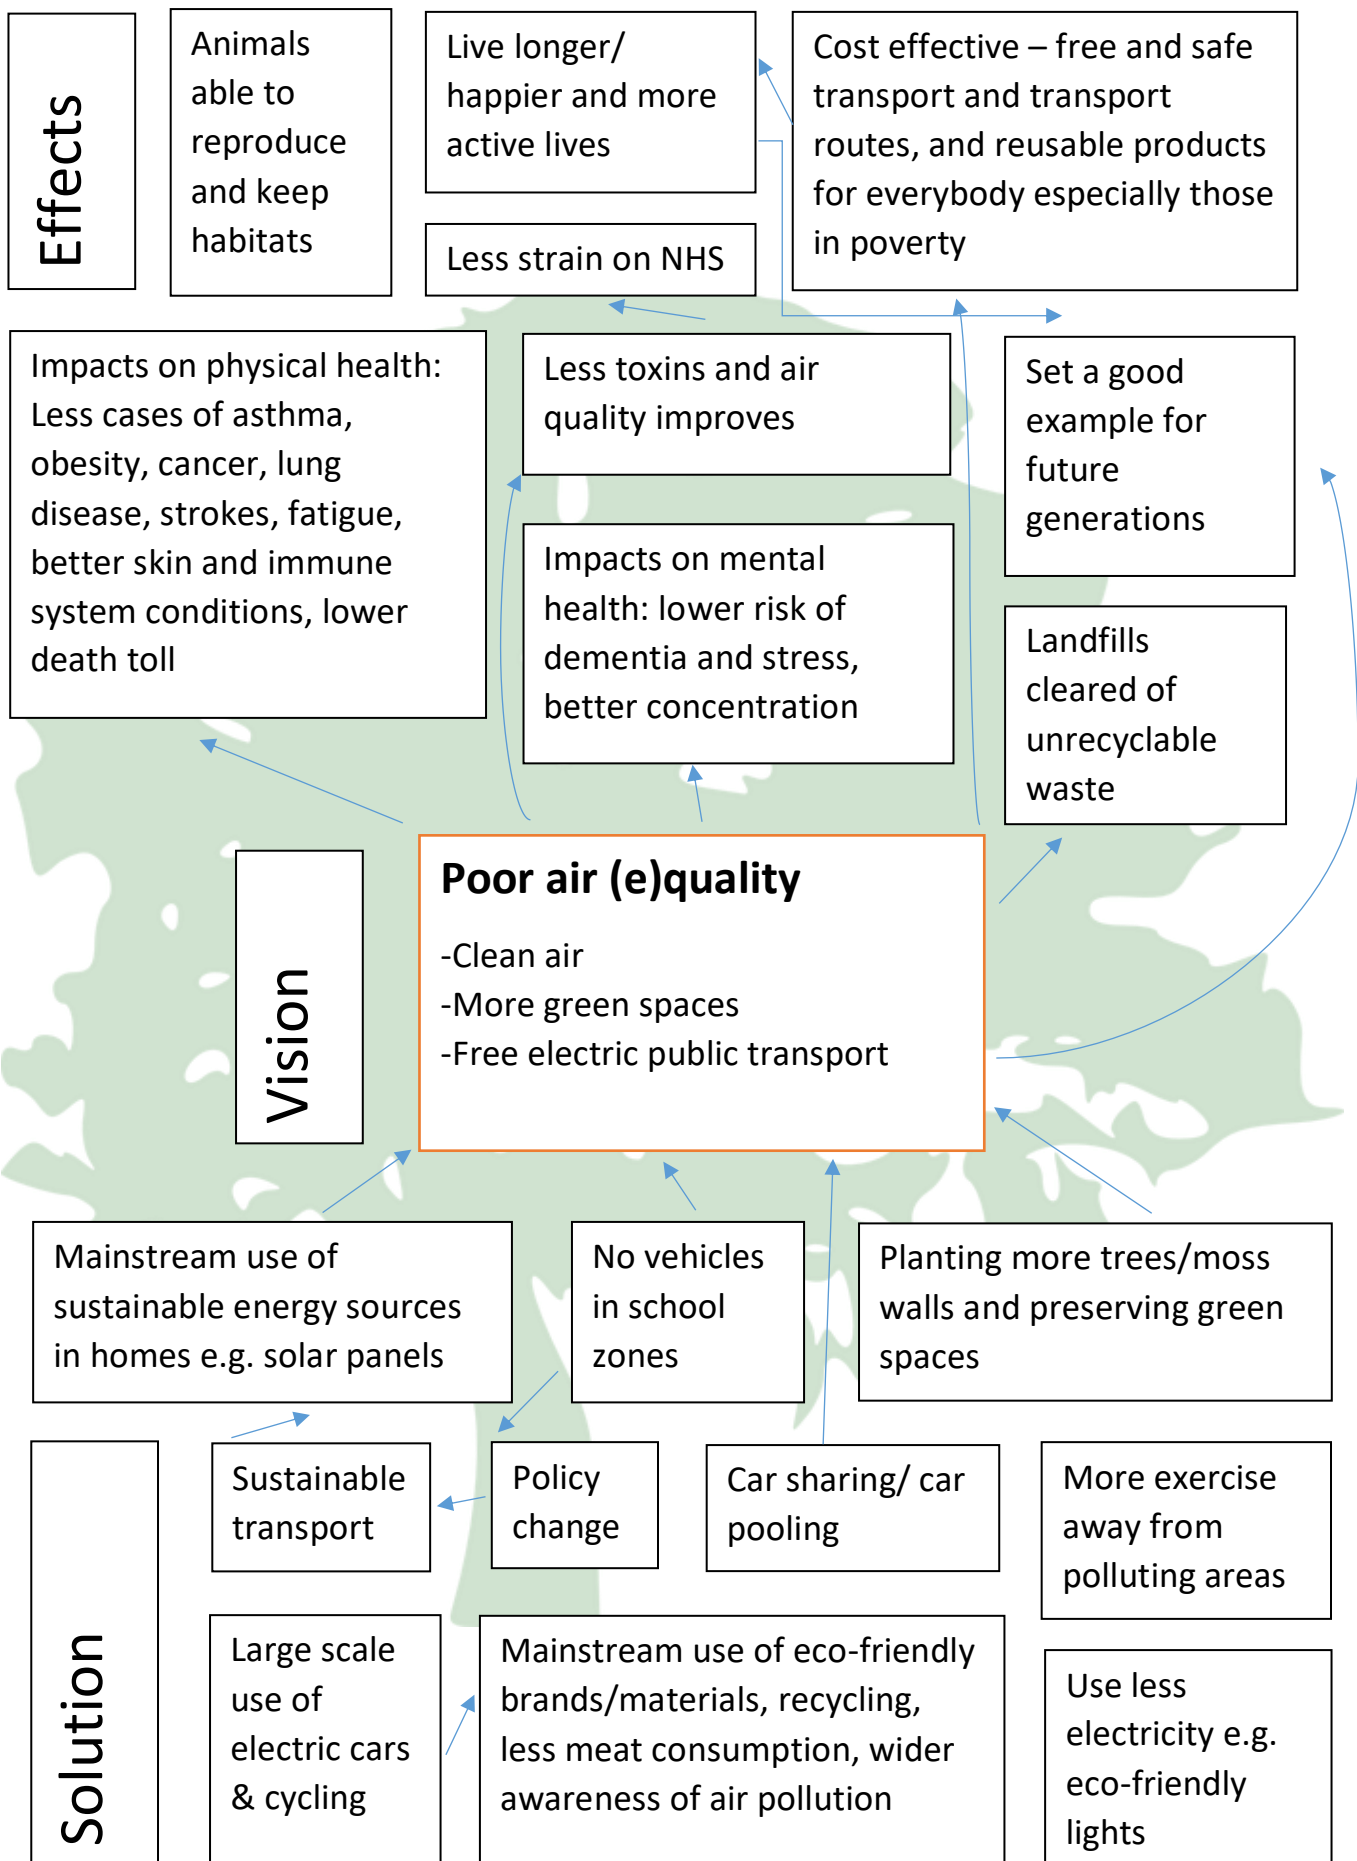 Effects
Animals
able to
reproduce
and keep
habitats
Live longer/
happier and more
active lives
Less strain on NHS
Cost effective – free and safe
transport and transport
routes, and reusable products
for everybody especially those
in poverty
Impacts on physical health:
Less cases of asthma,
obesity, cancer, lung
disease, strokes, fatigue,
better skin and immune
system conditions, lower
death toll
Less toxins and air
quality improves
Set a good
example for
future
generations
Impacts on mental
health: lower risk of
dementia and stress,
better concentration
Landfills
cleared of
unrecyclable
waste
Vision
Poor air (e)quality
-Clean air
-More green spaces
-Free electric public transport
Mainstream use of
sustainable energy sources
in homes e.g. solar panels
No vehicles
in school
zones
Planting more trees/moss
walls and preserving green
spaces
Solution
Sustainable
transport
Policy
change
Car sharing/ car
pooling
More exercise
away from
polluting areas
Large scale
use of
electric cars
& cycling
Mainstream use of eco-friendly
brands/materials, recycling,
less meat consumption, wider
awareness of air pollution
Use less
electricity e.g.
eco-friendly
lights